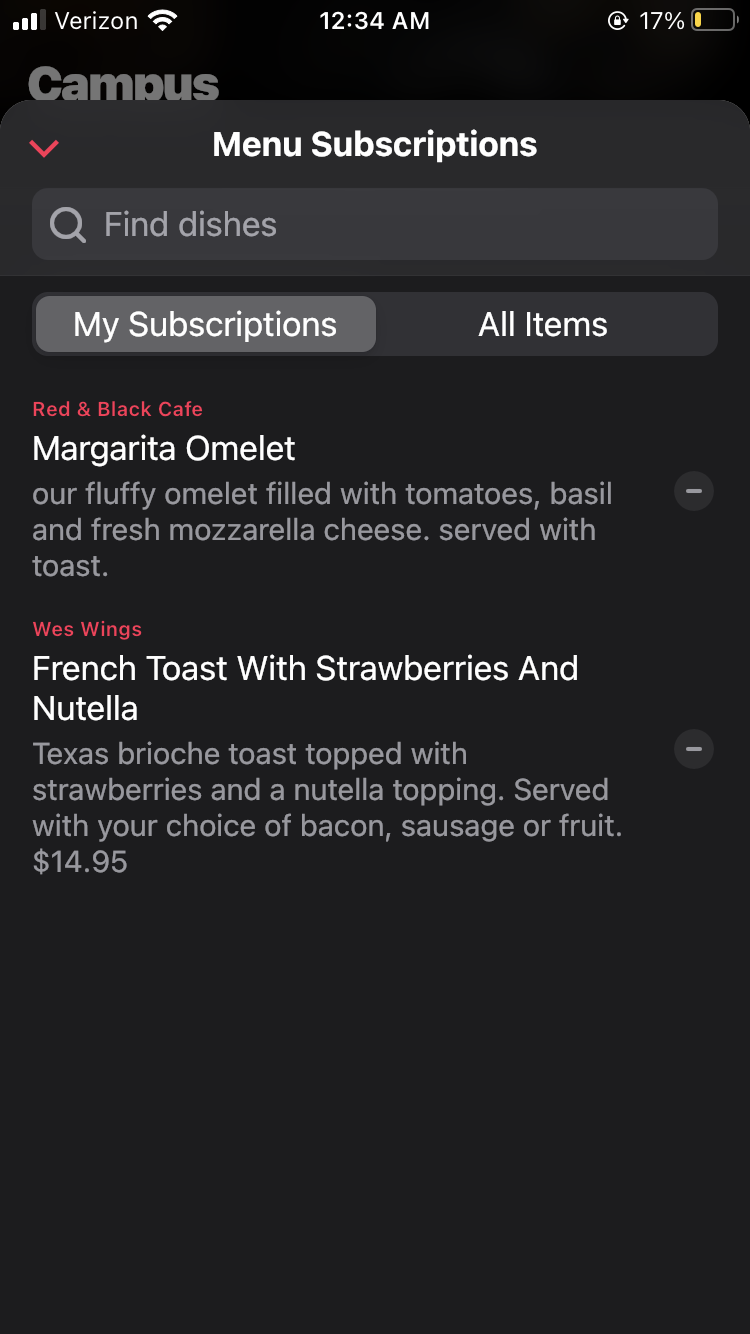 Verizon 12:34 AM 17%
Campus
Menu Subscriptions
Find dishes
My Subscriptions All Items
Red & Black Cafe
Margarita Omelet
our fluffy omelet filled with tomatoes, basil
and fresh mozzarella cheese. served with
toast.
Wes Wings
French Toast With Strawberries And
Nutella
Texas brioche toast topped with
strawberries and a nutella topping. Served
with your choice of bacon, sausage or fruit.
$14.95